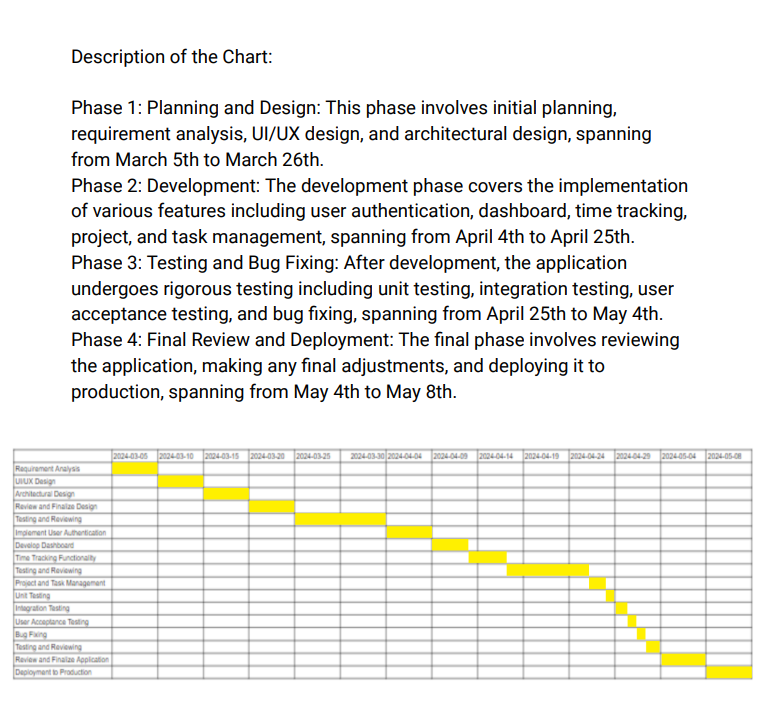 Description of the Chart:
Phase 1: Planning and Design: This phase involves initial planning,
requirement analysis, UI/UX design, and architectural design, spanning
from March 5th to March 26th.
Phase 2: Development: The development phase covers the implementation
of various features including user authentication, dashboard, time tracking,
project, and task management, spanning from April 4th to April 25th.
Phase 3: Testing and Bug Fixing: After development, the application
undergoes rigorous testing including unit testing, integration testing, user
acceptance testing, and bug fixing, spanning from April 25th to May 4th.
Phase 4: Final Review and Deployment: The final phase involves reviewing
the application, making any final adjustments, and deploying it to
production, spanning from May 4th to May 8th.
2024-03-05 2024-03-10 2024-03-15 2024-03-20 2024-03-25 2024-03-30 2024-04-04 2024-04-09 2024-04-14 2024-04-19 2024-04-24 2024-04-29 2024-05-04 2024-05-08
Requirement Analysis
UI/UX Design
Architectural Design
Review and Finalize Design
Testing and Reviewing
Implement User Authentication
Develop Dashboard
Time Tracking Functionality
Testing and Reviewing
Project and Task Management
Unit Testing
Integration Testing
User Acceptance Testing
Bug Fixing
Testing and Reviewing
Review and Finalize Application
Deployment to Production